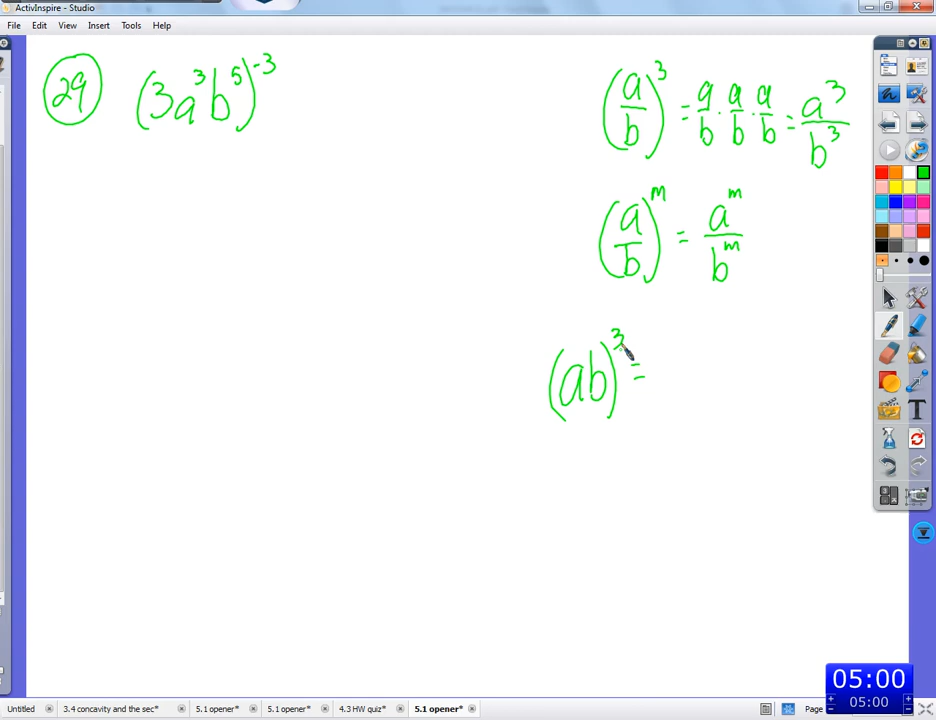 ActivInspire - Studio
File Edit View Insert Tools Help
29 (3a³b⁵)⁻³
(a/b)³ = a/b · a/b · a/b = a³/b³
(a/b)ᵐ = aᵐ/bᵐ
(ab)³ =
05:00
05:00
Untitled 3.4 concavity and the sec* 5.1 opener* 5.1 opener* 4.3 HW quiz* 5.1 opener* Page